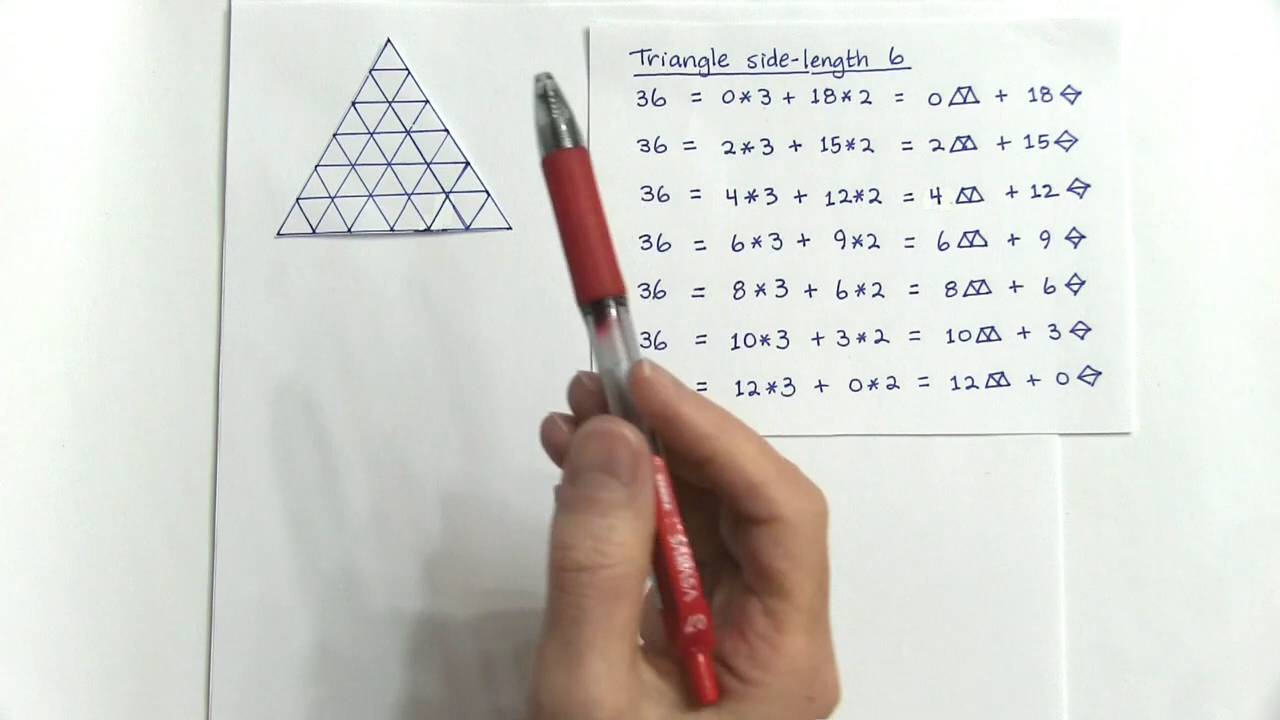 Triangle side-length 6
36 = 0*3 + 18*2 = 0 + 18
36 = 2*3 + 15*2 = 2 + 15
36 = 4*3 + 12*2 = 4 + 12
36 = 6*3 + 9*2 = 6 + 9
36 = 8*3 + 6*2 = 8 + 6
36 = 10*3 + 3*2 = 10 + 3
= 12*3 + 0*2 = 12 + 0
SARASA